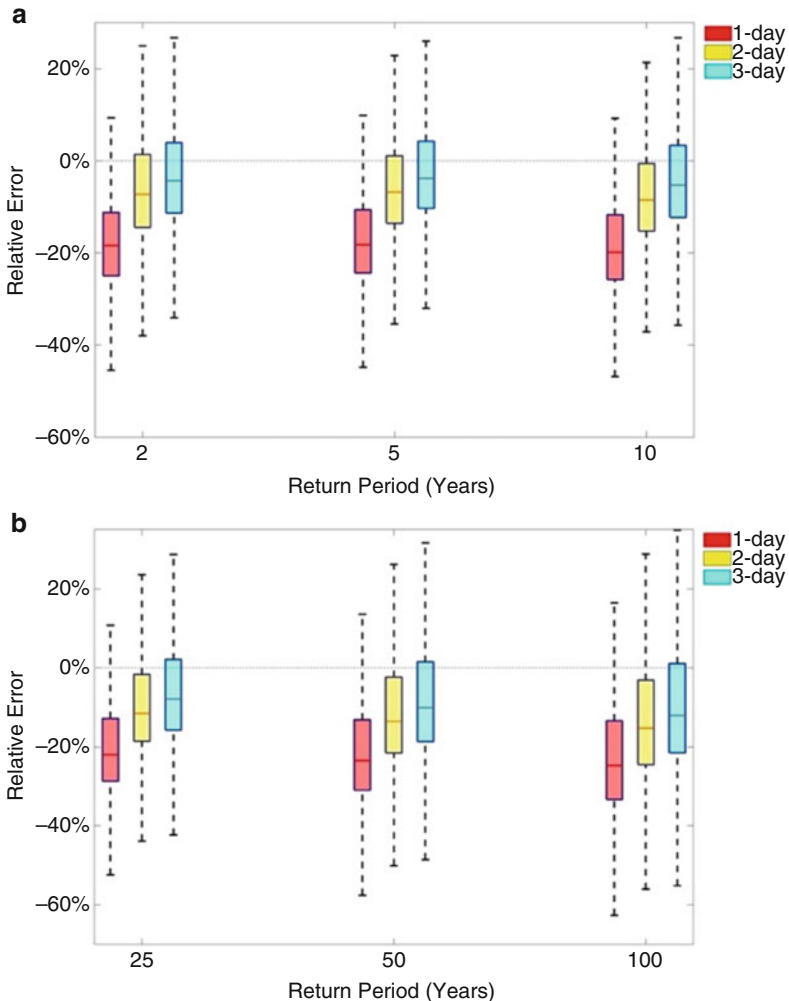 a
1-day
2-day
3-day
20%
0%
–20%
–40%
–60%
Relative Error
2
5
10
Return Period (Years)
b
1-day
2-day
3-day
20%
0%
–20%
–40%
–60%
Relative Error
25
50
100
Return Period (Years)